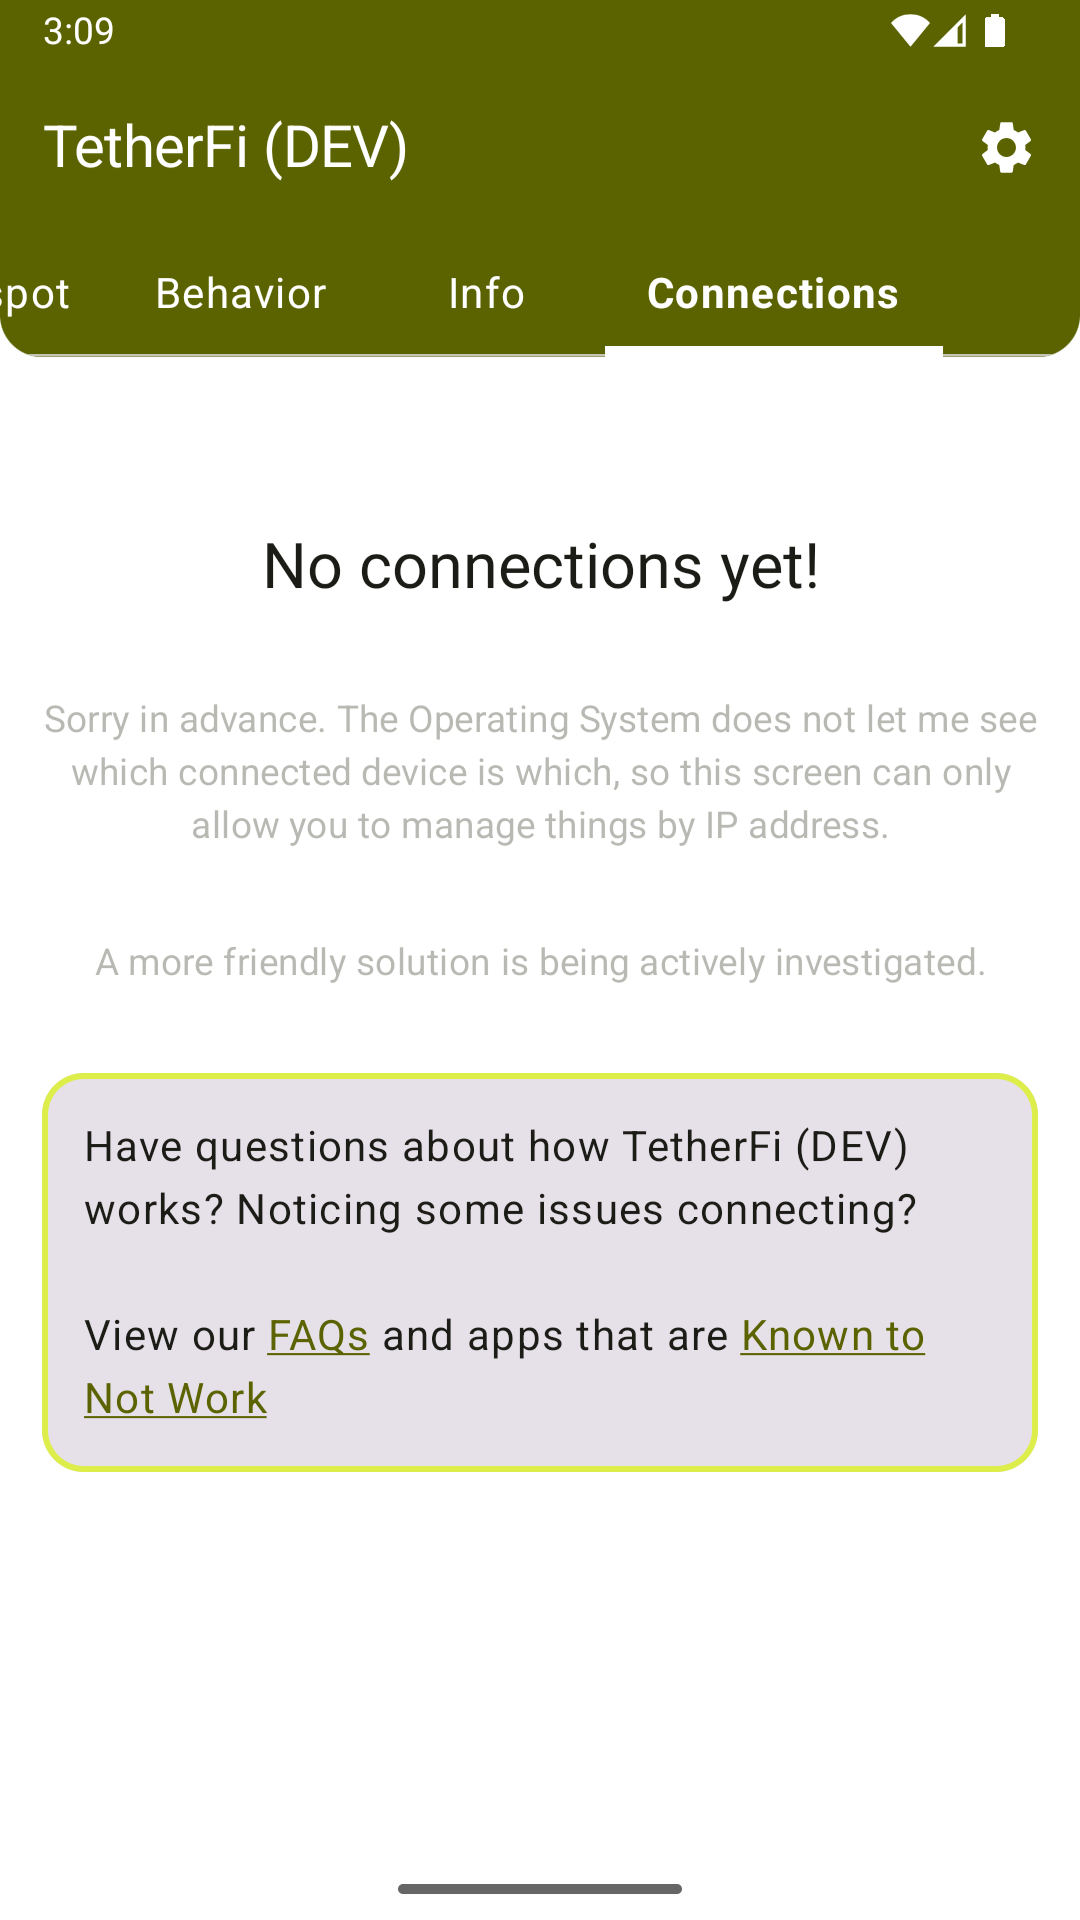 3:09
TetherFi (DEV)
spot Behavior Info Connections
No connections yet!
Sorry in advance. The Operating System does not let me see
which connected device is which, so this screen can only
allow you to manage things by IP address.
A more friendly solution is being actively investigated.
Have questions about how TetherFi (DEV)
works? Noticing some issues connecting?
View our FAQs and apps that are Known to
Not Work